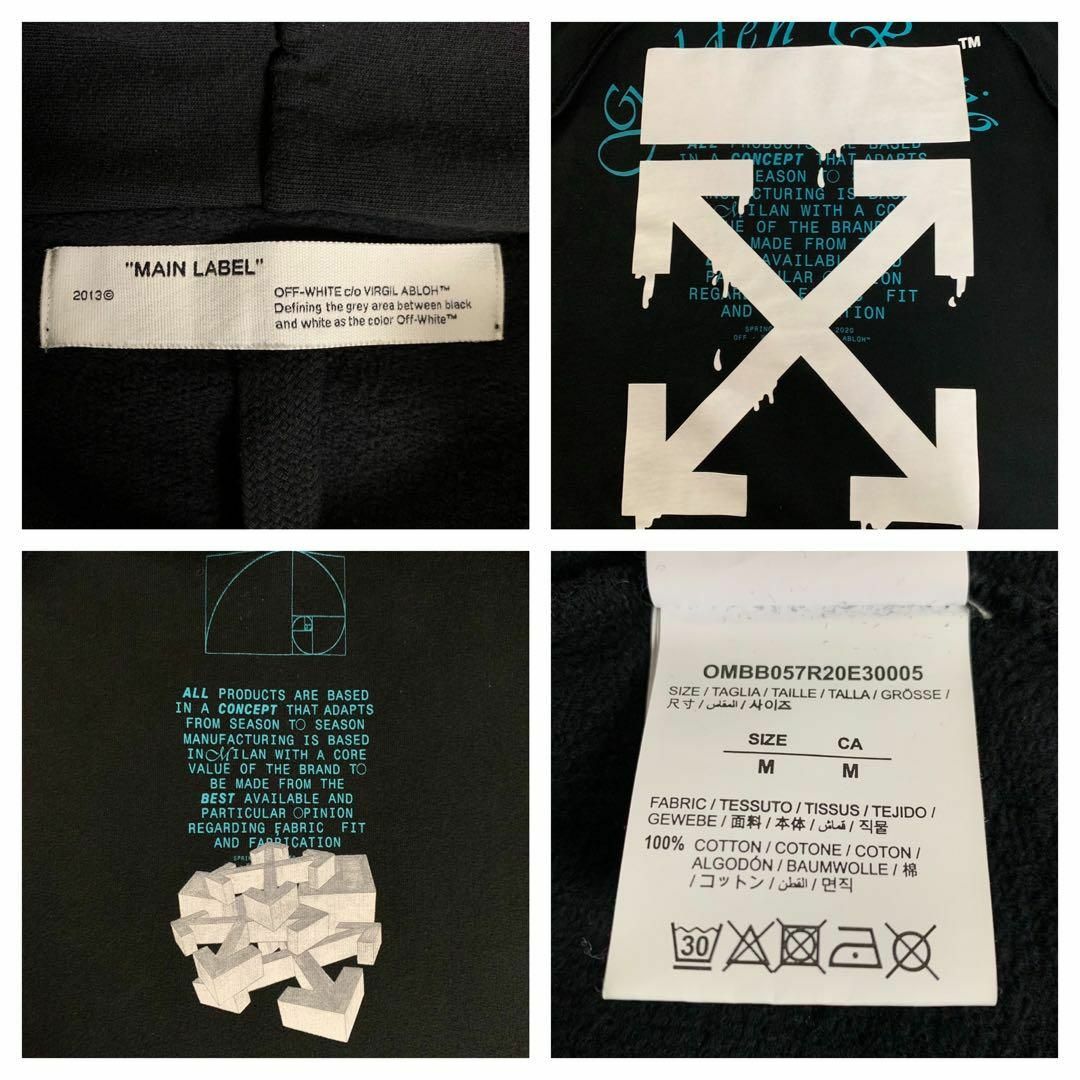 "MAIN LABEL"
2013©
OFF-WHITE c/o VIRGIL ABLOH™
Defining the grey area between black
and white as the color Off-White™
TM
ALL PRODUCTS ARE BASED
IN A CONCEPT THAT ADAPTS
EASON TO
CTURING IS
MILAN WITH A
OF THE BRAND
MADE FROM
AVAILABL
FIT
AND
2020
OFF
ABLOH™
ALL PRODUCTS ARE BASED
IN A CONCEPT THAT ADAPTS
FROM SEASON TO SEASON
MANUFACTURING IS BASED
IN MILAN WITH A CORE
VALUE OF THE BRAND TO
BE MADE FROM THE
BEST AVAILABLE AND
PARTICULAR OPINION
REGARDING FABRIC FIT
AND FABRICATION
OMBB057R20E30005
SIZE / TAGLIA / TAILLE / TALLA / GRÖSSE /
尺寸 / المقاس / 사이즈
SIZE CA
M M
FABRIC / TESSUTO / TISSUS / TEJIDO /
GEWEBE / 面料 / 本体 / قماش / 직물
100% COTTON / COTONE / COTON /
ALGODÓN / BAUMWOLLE / 棉
/ コットン / القطن / 면직
30